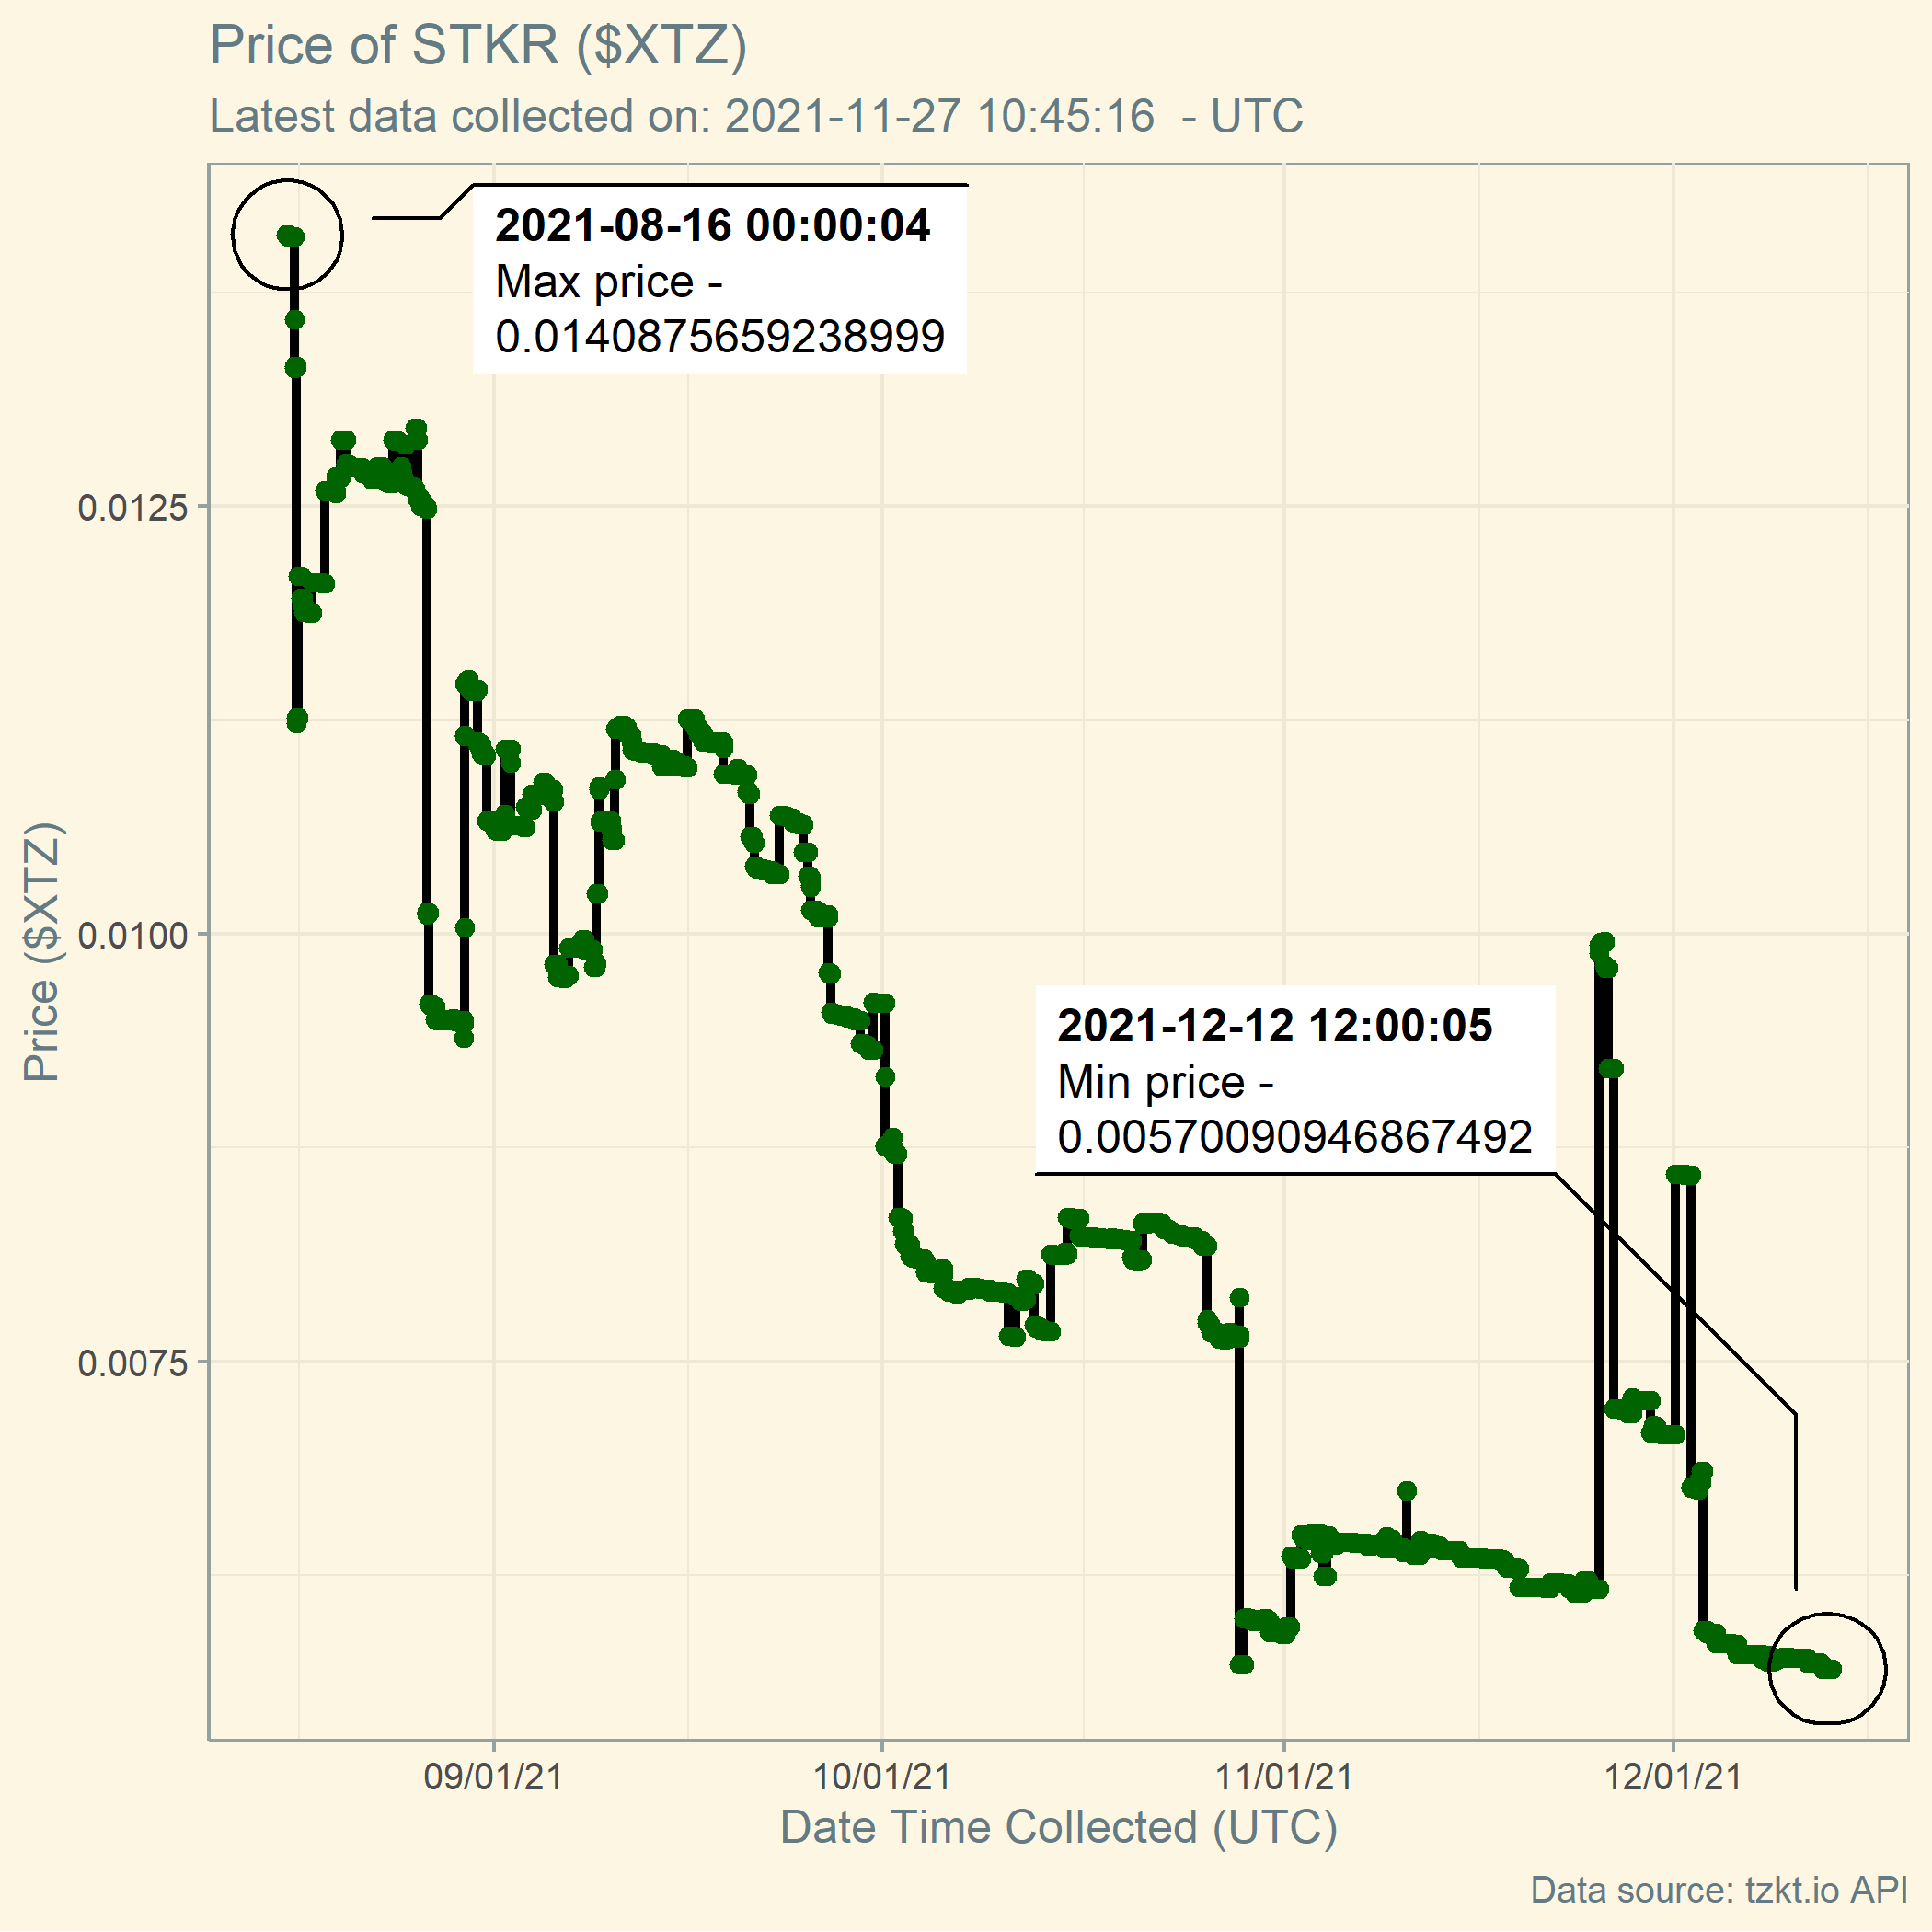 Price of STKR ($XTZ)
Latest data collected on: 2021-11-27 10:45:16  - UTC
2021-08-16 00:00:04
Max price -
0.0140875659238999
0.0125
0.0100
0.0075
Price ($XTZ)
2021-12-12 12:00:05
Min price -
0.00570090946867492
09/01/21
10/01/21
11/01/21
12/01/21
Date Time Collected (UTC)
Data source: tzkt.io API